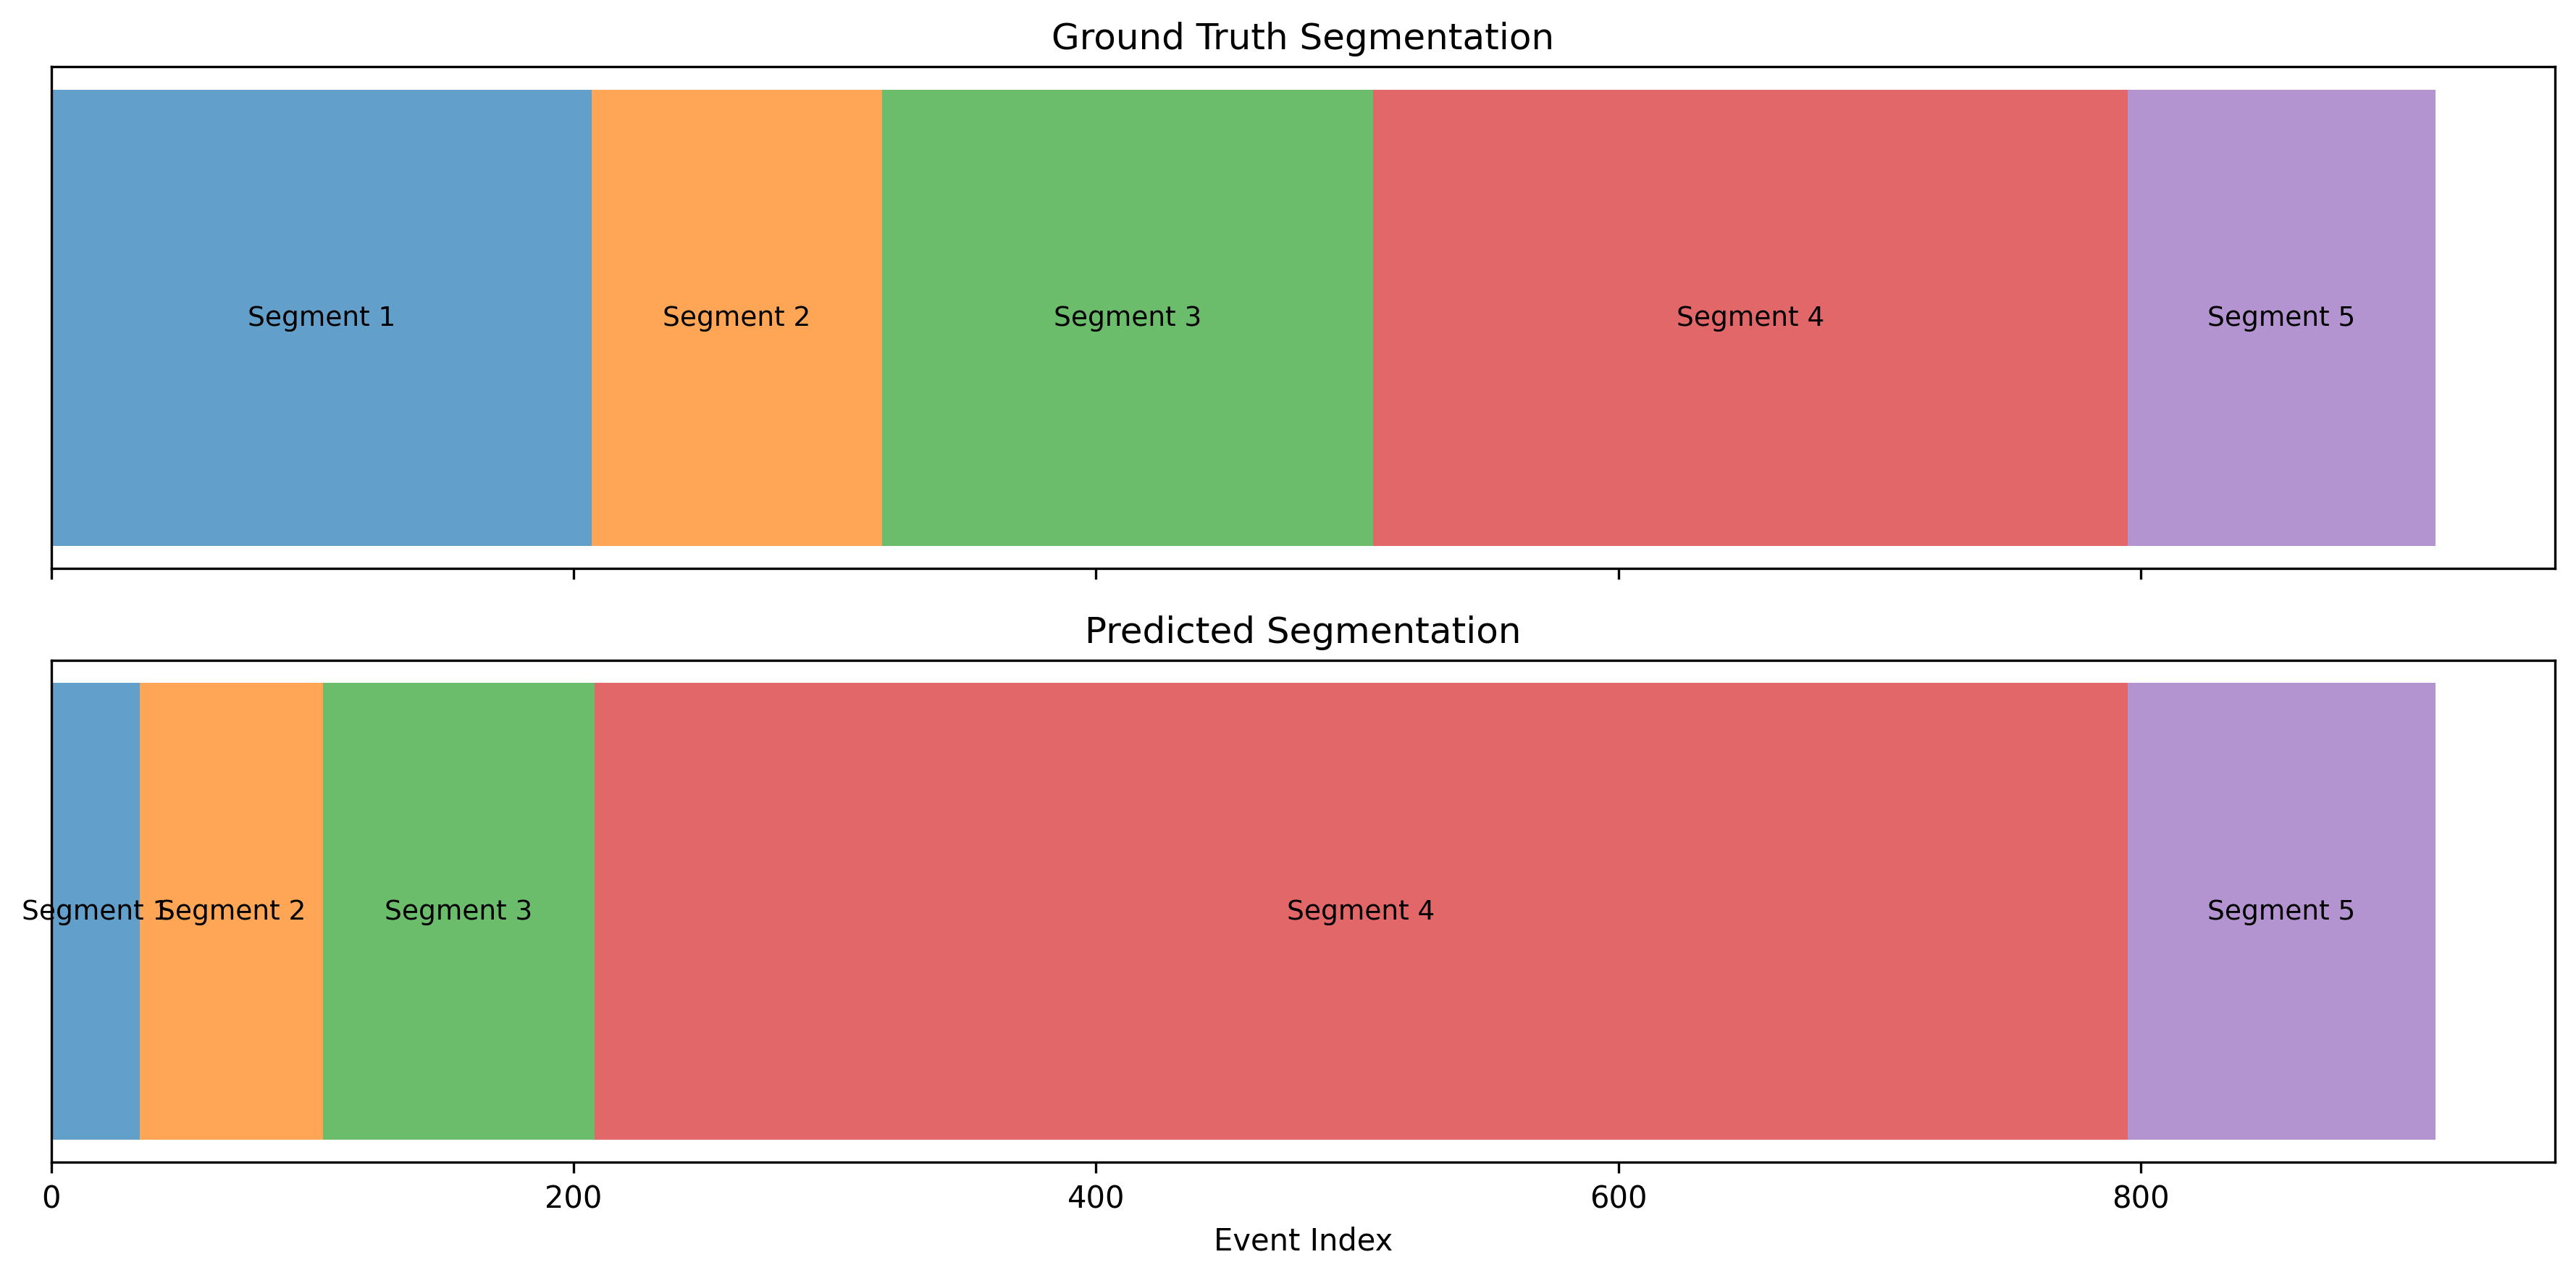 Ground Truth Segmentation
Segment 1 Segment 2 Segment 3 Segment 4 Segment 5
Predicted Segmentation
Segment 1 Segment 2 Segment 3 Segment 4 Segment 5
0 200 400 600 800
Event Index